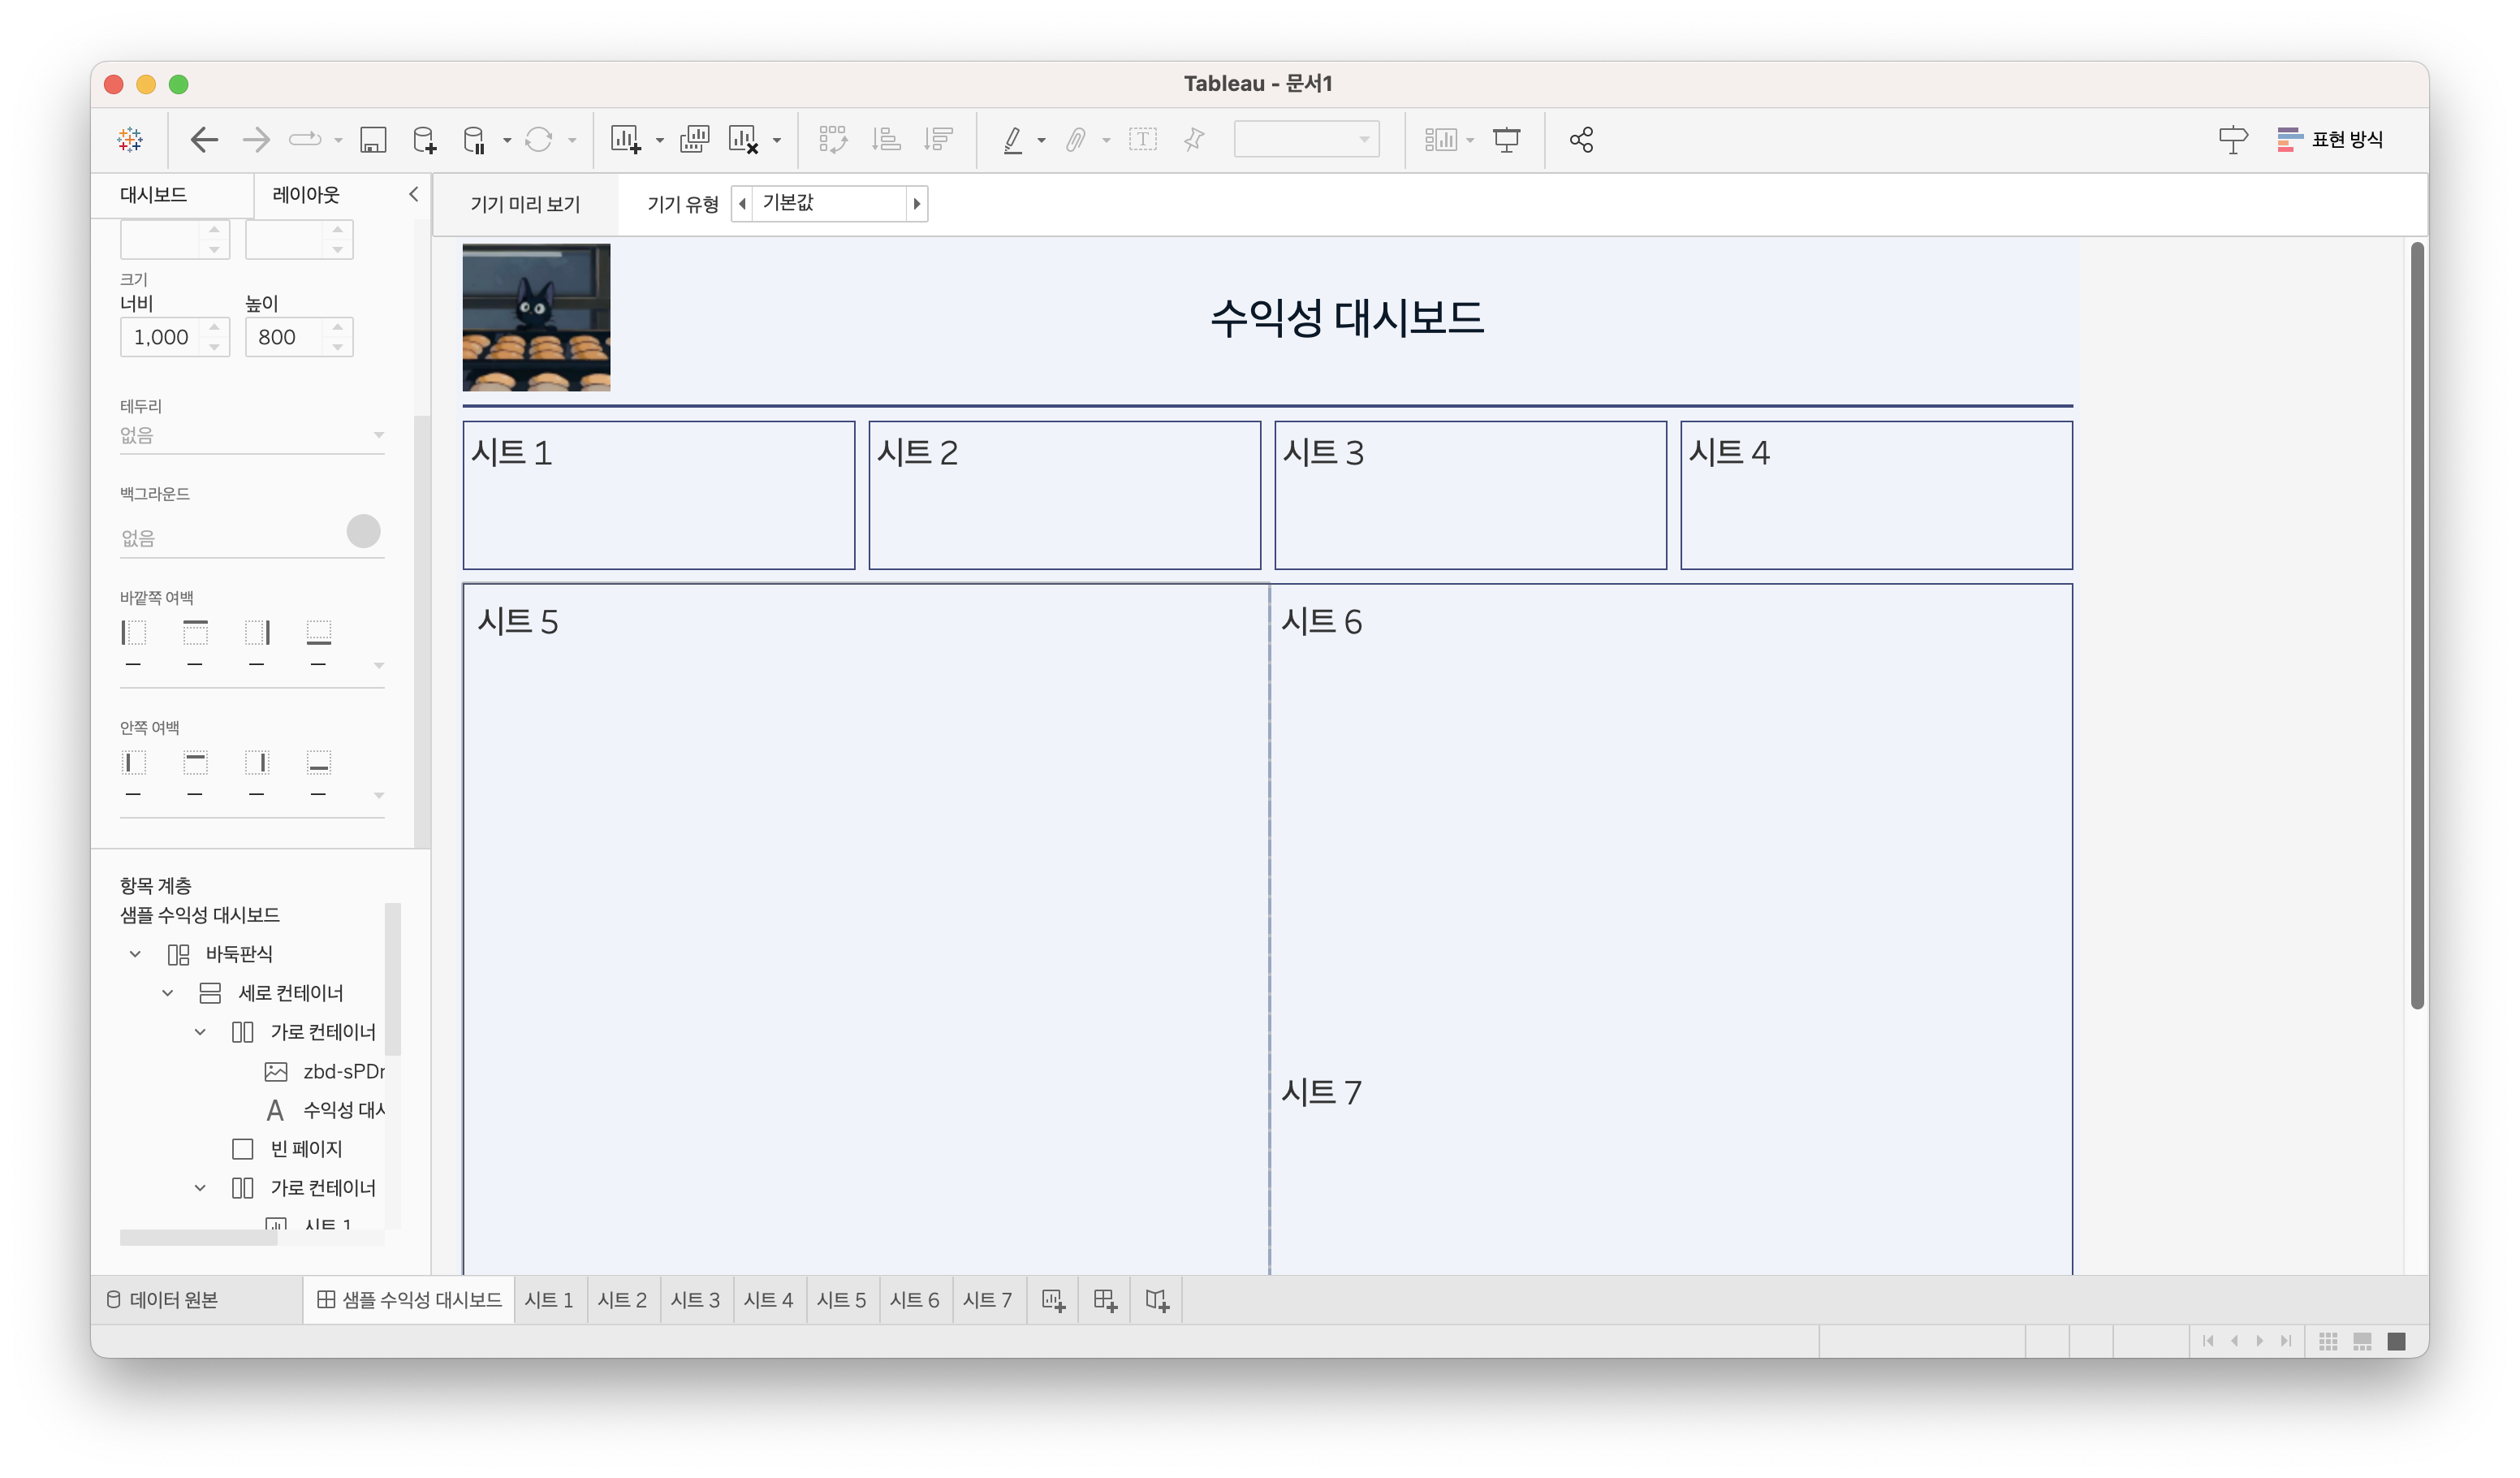 Tableau - 문서1
표현 방식
대시보드
레이아웃
기기 미리 보기
기기 유형
기본값
크기
너비
높이
1,000
800
테두리
없음
백그라운드
없음
바깥쪽 여백
안쪽 여백
항목 계층
샘플 수익성 대시보드
바둑판식
세로 컨테이너
가로 컨테이너
zbd-sPDr
수익성 대시
빈 페이지
가로 컨테이너
시트 1
수익성 대시보드
시트 1
시트 2
시트 3
시트 4
시트 5
시트 6
시트 7
데이터 원본
샘플 수익성 대시보드
시트 1
시트 2
시트 3
시트 4
시트 5
시트 6
시트 7